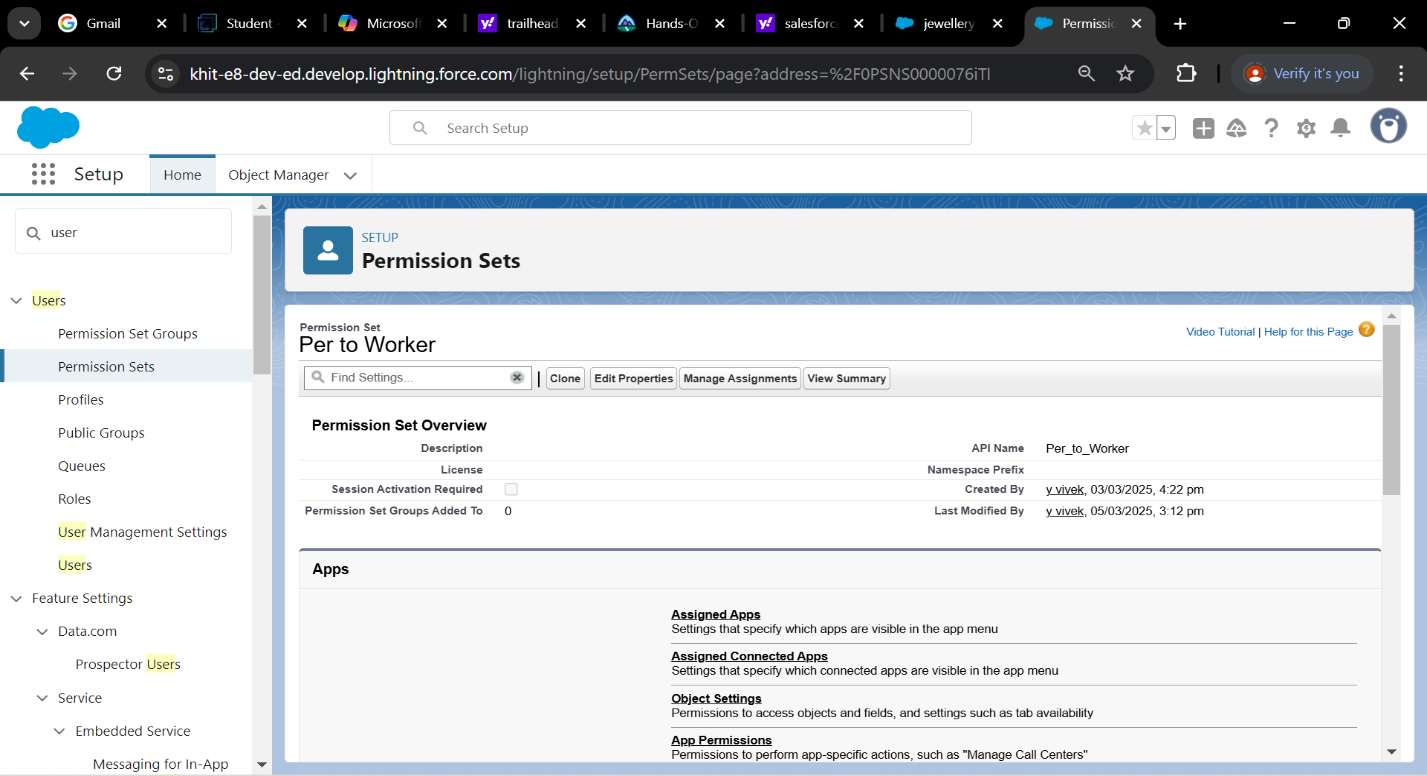 Gmail
Student
Microsof
trailhead
Hands-O
salesforc
jewellery
Permissi
khit-e8-dev-ed.develop.lightning.force.com/lightning/setup/PermSets/page?address=%2F0PSNS0000076iTl
Verify it's you
Search Setup
Setup
Home
Object Manager
user
Users
Permission Set Groups
Permission Sets
Profiles
Public Groups
Queues
Roles
User Management Settings
Users
Feature Settings
Data.com
Prospector Users
Service
Embedded Service
Messaging for In-App
SETUP
Permission Sets
Permission Set
Per to Worker
Video Tutorial | Help for this Page
Find Settings...
| Clone Edit Properties Manage Assignments View Summary
Permission Set Overview
Description API Name Per_to_Worker
License Namespace Prefix
Session Activation Required Created By y vivek, 03/03/2025, 4:22 pm
Permission Set Groups Added To 0 Last Modified By y vivek, 05/03/2025, 3:12 pm
Apps
Assigned Apps
Settings that specify which apps are visible in the app menu
Assigned Connected Apps
Settings that specify which connected apps are visible in the app menu
Object Settings
Permissions to access objects and fields, and settings such as tab availability
App Permissions
Permissions to perform app-specific actions, such as "Manage Call Centers"